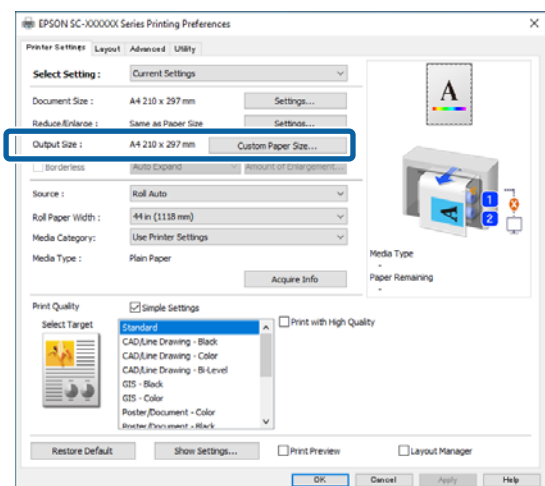 EPSON SC-XXXXXX Series Printing Preferences
Printer Settings Layout Advanced Utility
Select Setting : Current Settings
Document Size : A4 210 x 297 mm Settings...
Reduce/Enlarge : Same as Paper Size Settings...
Output Size : A4 210 x 297 mm Custom Paper Size...
Borderless Auto Expand Amount of Enlargement...
Source : Roll Auto
Roll Paper Width : 44 in (1118 mm)
Media Category: Use Printer Settings
Media Type : Plain Paper
Acquire Info
A
A
1
2
Media Type
-
Paper Remaining
-
Print Quality Simple Settings
Select Target
Standard
CAD/Line Drawing - Black
CAD/Line Drawing - Color
CAD/Line Drawing - Bi-Level
GIS - Black
GIS - Color
Poster/Document - Color
Poster/Document - Black
Print with High Quality
Restore Default Show Settings... Print Preview Layout Manager
OK Cancel Apply Help